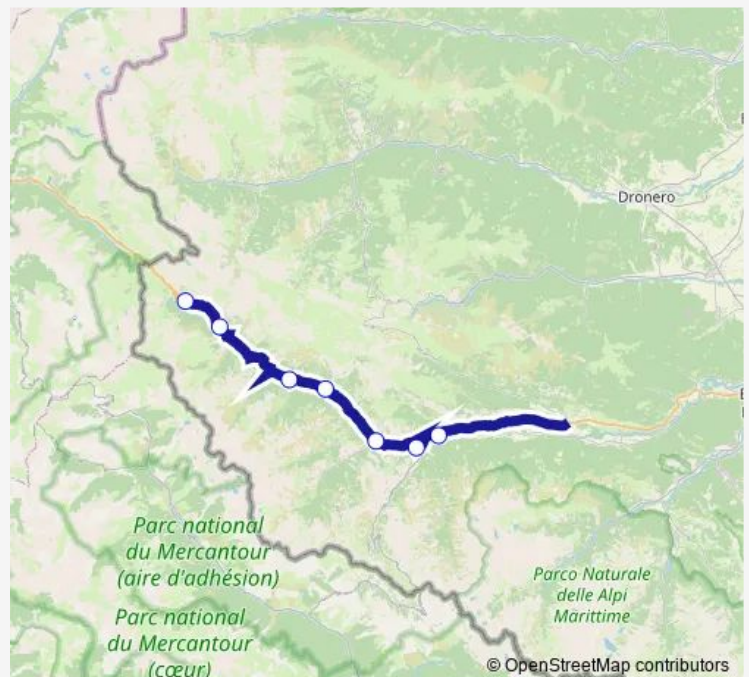 Dronero
Parc national
du Mercantour
(aire d'adhésion)
Parco Naturale
delle Alpi
Marittime
Parc national
du Mercantour
(cœur)
© OpenStreetMap contributors